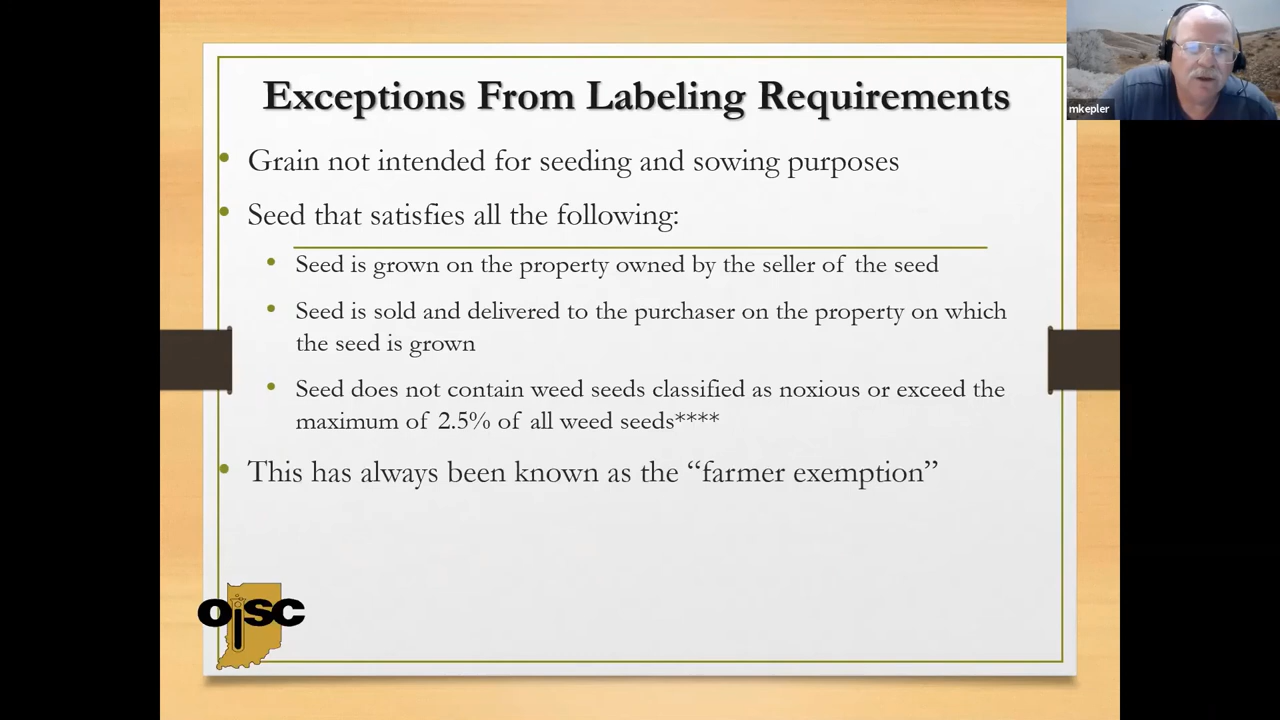 Exceptions From Labeling Requirements
mkepler
• Grain not intended for seeding and sowing purposes
• Seed that satisfies all the following:
• Seed is grown on the property owned by the seller of the seed
• Seed is sold and delivered to the purchaser on the property on which
the seed is grown
• Seed does not contain weed seeds classified as noxious or exceed the
maximum of 2.5% of all weed seeds****
• This has always been known as the “farmer exemption”
OISC